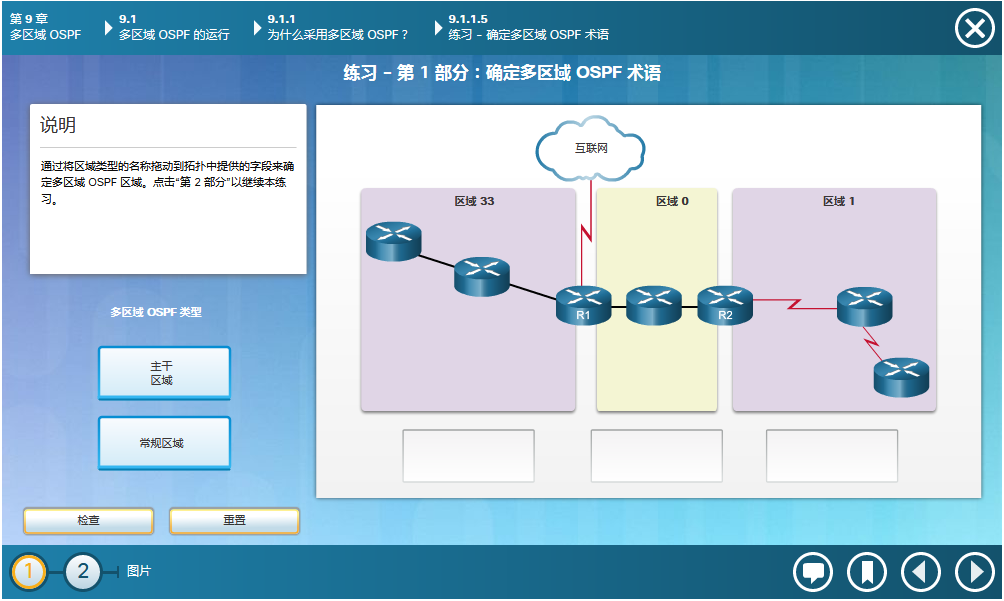 第 9 章
多区域 OSPF
9.1
多区域 OSPF 的运行
9.1.1
为什么采用多区域 OSPF？
9.1.1.5
练习 – 确定多区域 OSPF 术语
练习 – 第 1 部分：确定多区域 OSPF 术语
说明
通过将区域类型的名称拖动到拓扑中提供的字段来确
定多区域 OSPF 区域。点击“第 2 部分”以继续本练
习。
多区域 OSPF 类型
主干
区域
常规区域
检查
重置
互联网
区域 33
区域 0
区域 1
R1
R2
1
2
图片